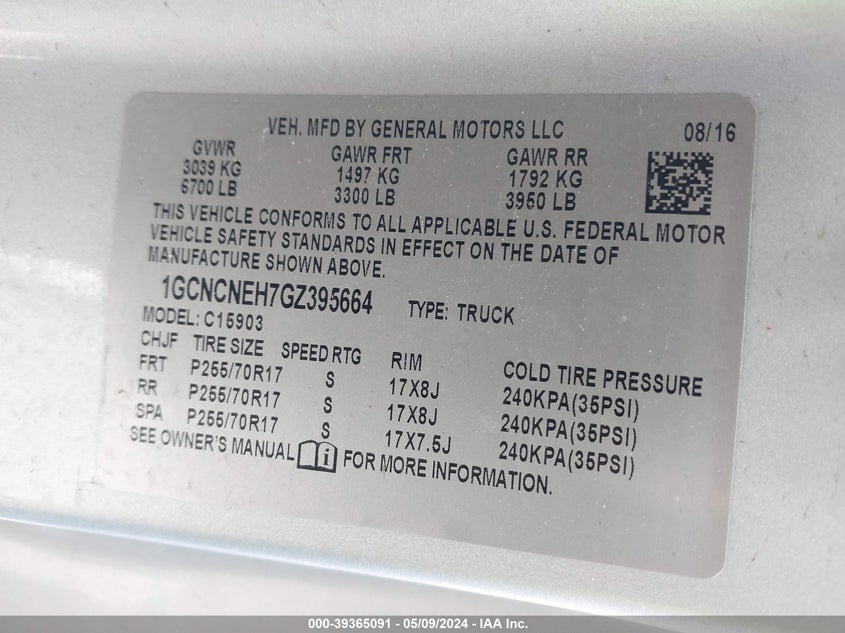 VEH. MFD BY GENERAL MOTORS LLC 08/16
GVWR GAWR FRT GAWR RR
3039 KG 1497 KG 1792 KG
6700 LB 3300 LB 3950 LB
THIS VEHICLE CONFORMS TO ALL APPLICABLE U.S. FEDERAL MOTOR
VEHICLE SAFETY STANDARDS IN EFFECT ON THE DATE OF
MANUFACTURE SHOWN ABOVE.
1GCNCNEH7GZ395664 TYPE: TRUCK
MODEL: C15903
CHJF TIRE SIZE SPEED RTG RIM COLD TIRE PRESSURE
FRT P255/70R17 S 17X8J 240KPA(35PSI)
RR P255/70R17 S 17X8J 240KPA(35PSI)
SPA P255/70R17 S 17X7.5J 240KPA(35PSI)
SEE OWNER'S MANUAL i FOR MORE INFORMATION.
000-39365091 - 05/09/2024 - IAA Inc.